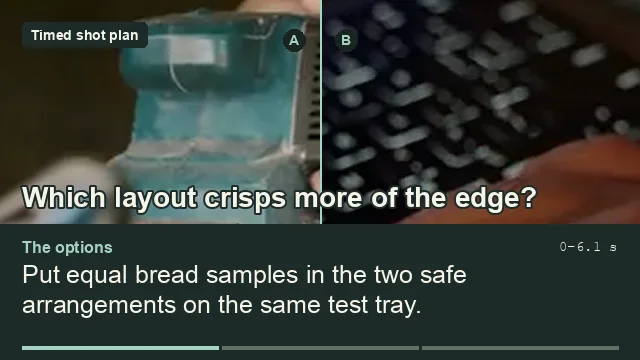 Timed shot plan
A
B
Which layout crisps more of the edge?
The options
0–6.1 s
Put equal bread samples in the two safe
arrangements on the same test tray.